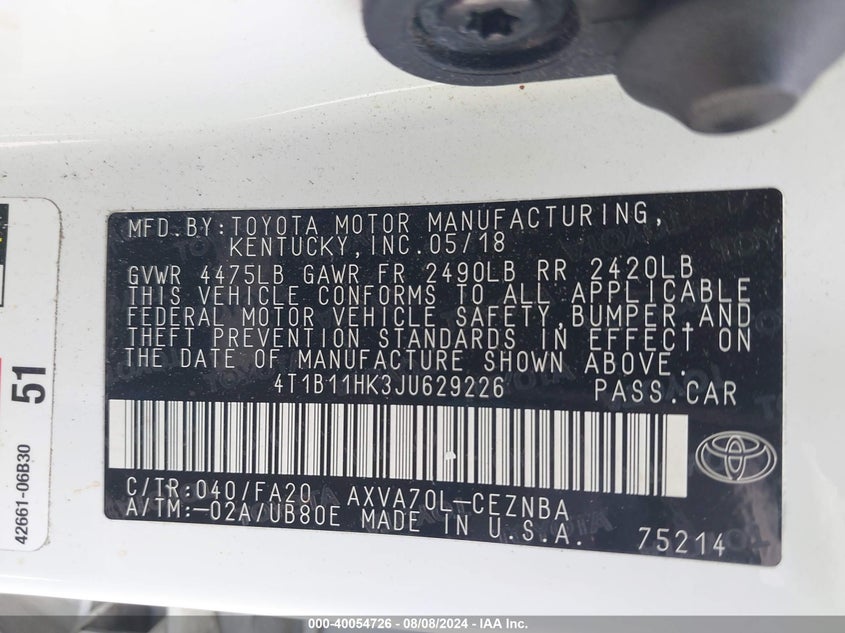 MFD.BY:TOYOTA MOTOR MANUFACTURING,
KENTUCKY,INC.05/18
GVWR 4475LB GAWR FR 2490LB RR 2420LB
THIS VEHICLE CONFORMS TO ALL APPLICABLE
FEDERAL MOTOR VEHICLE SAFETY,BUMPER,AND
THEFT PREVENTION STANDARDS IN EFFECT ON
THE DATE OF MANUFACTURE SHOWN ABOVE.
4T1B11HK3JU629226 PASS.CAR
C/TR:040/FA20 AXVA70L-CEZNBA
A/TM:-02A/UB80E MADE IN U.S.A. 75214
51
42661-06B30
000-40054726 - 08/08/2024 - IAA Inc.